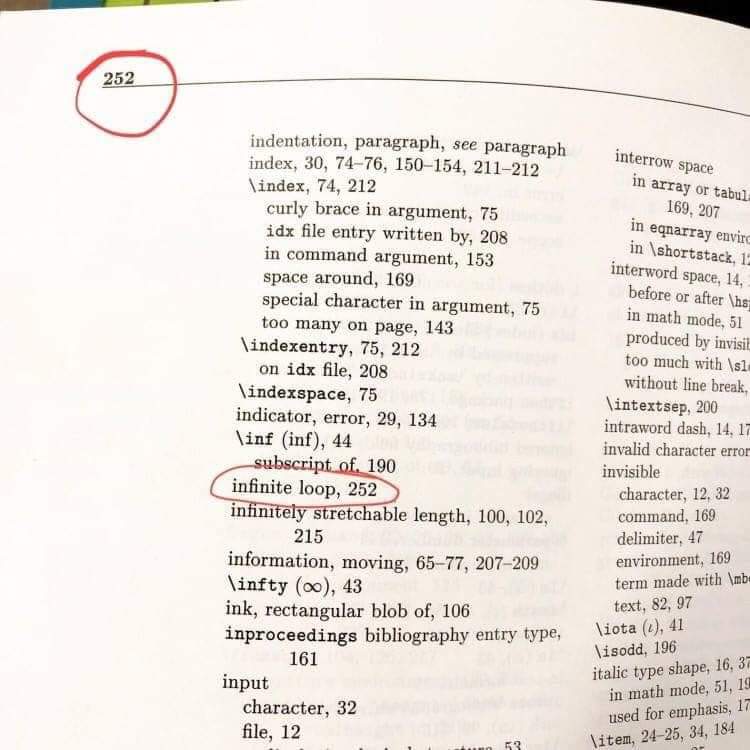 252
indentation, paragraph, see paragraph
index, 30, 74–76, 150–154, 211–212
\index, 74, 212
curly brace in argument, 75
idx file entry written by, 208
in command argument, 153
space around, 169
special character in argument, 75
too many on page, 143
\indexentry, 75, 212
on idx file, 208
\indexspace, 75
indicator, error, 29, 134
\inf (inf), 44
subscript of, 190
infinite loop, 252
infinitely stretchable length, 100, 102,
215
information, moving, 65–77, 207–209
\infty (∞), 43
ink, rectangular blob of, 106
inproceedings bibliography entry type,
161
input
character, 32
file, 12
53
interrow space
in array or
169, 207
in eqnarray
in \shortstack,
interword space, 14,
before or after
in math mode, 51
produced by
too much with
without line break,
\intextsep, 200
intraword dash, 14,
invalid character error
invisible
character, 12, 32
command, 169
delimiter, 47
environment, 169
term made with
text, 82, 97
\iota (ι), 41
\isodd, 196
italic type shape, 16,
in math mode, 51,
used for emphasis,
\item, 24–25, 34, 184